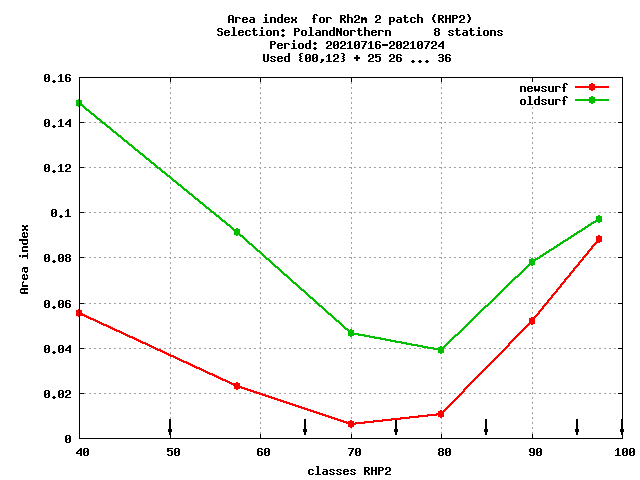 Area index  for Rh2m 2 patch (RHP2)
Selection: PolandNorthern      8 stations
Period: 20210716-20210724
Used {00,12} + 25 26 ... 36
newsurf
oldsurf
0.16
0.14
0.12
0.1
0.08
0.06
0.04
0.02
0
Area index
40 50 60 70 80 90 100
classes RHP2